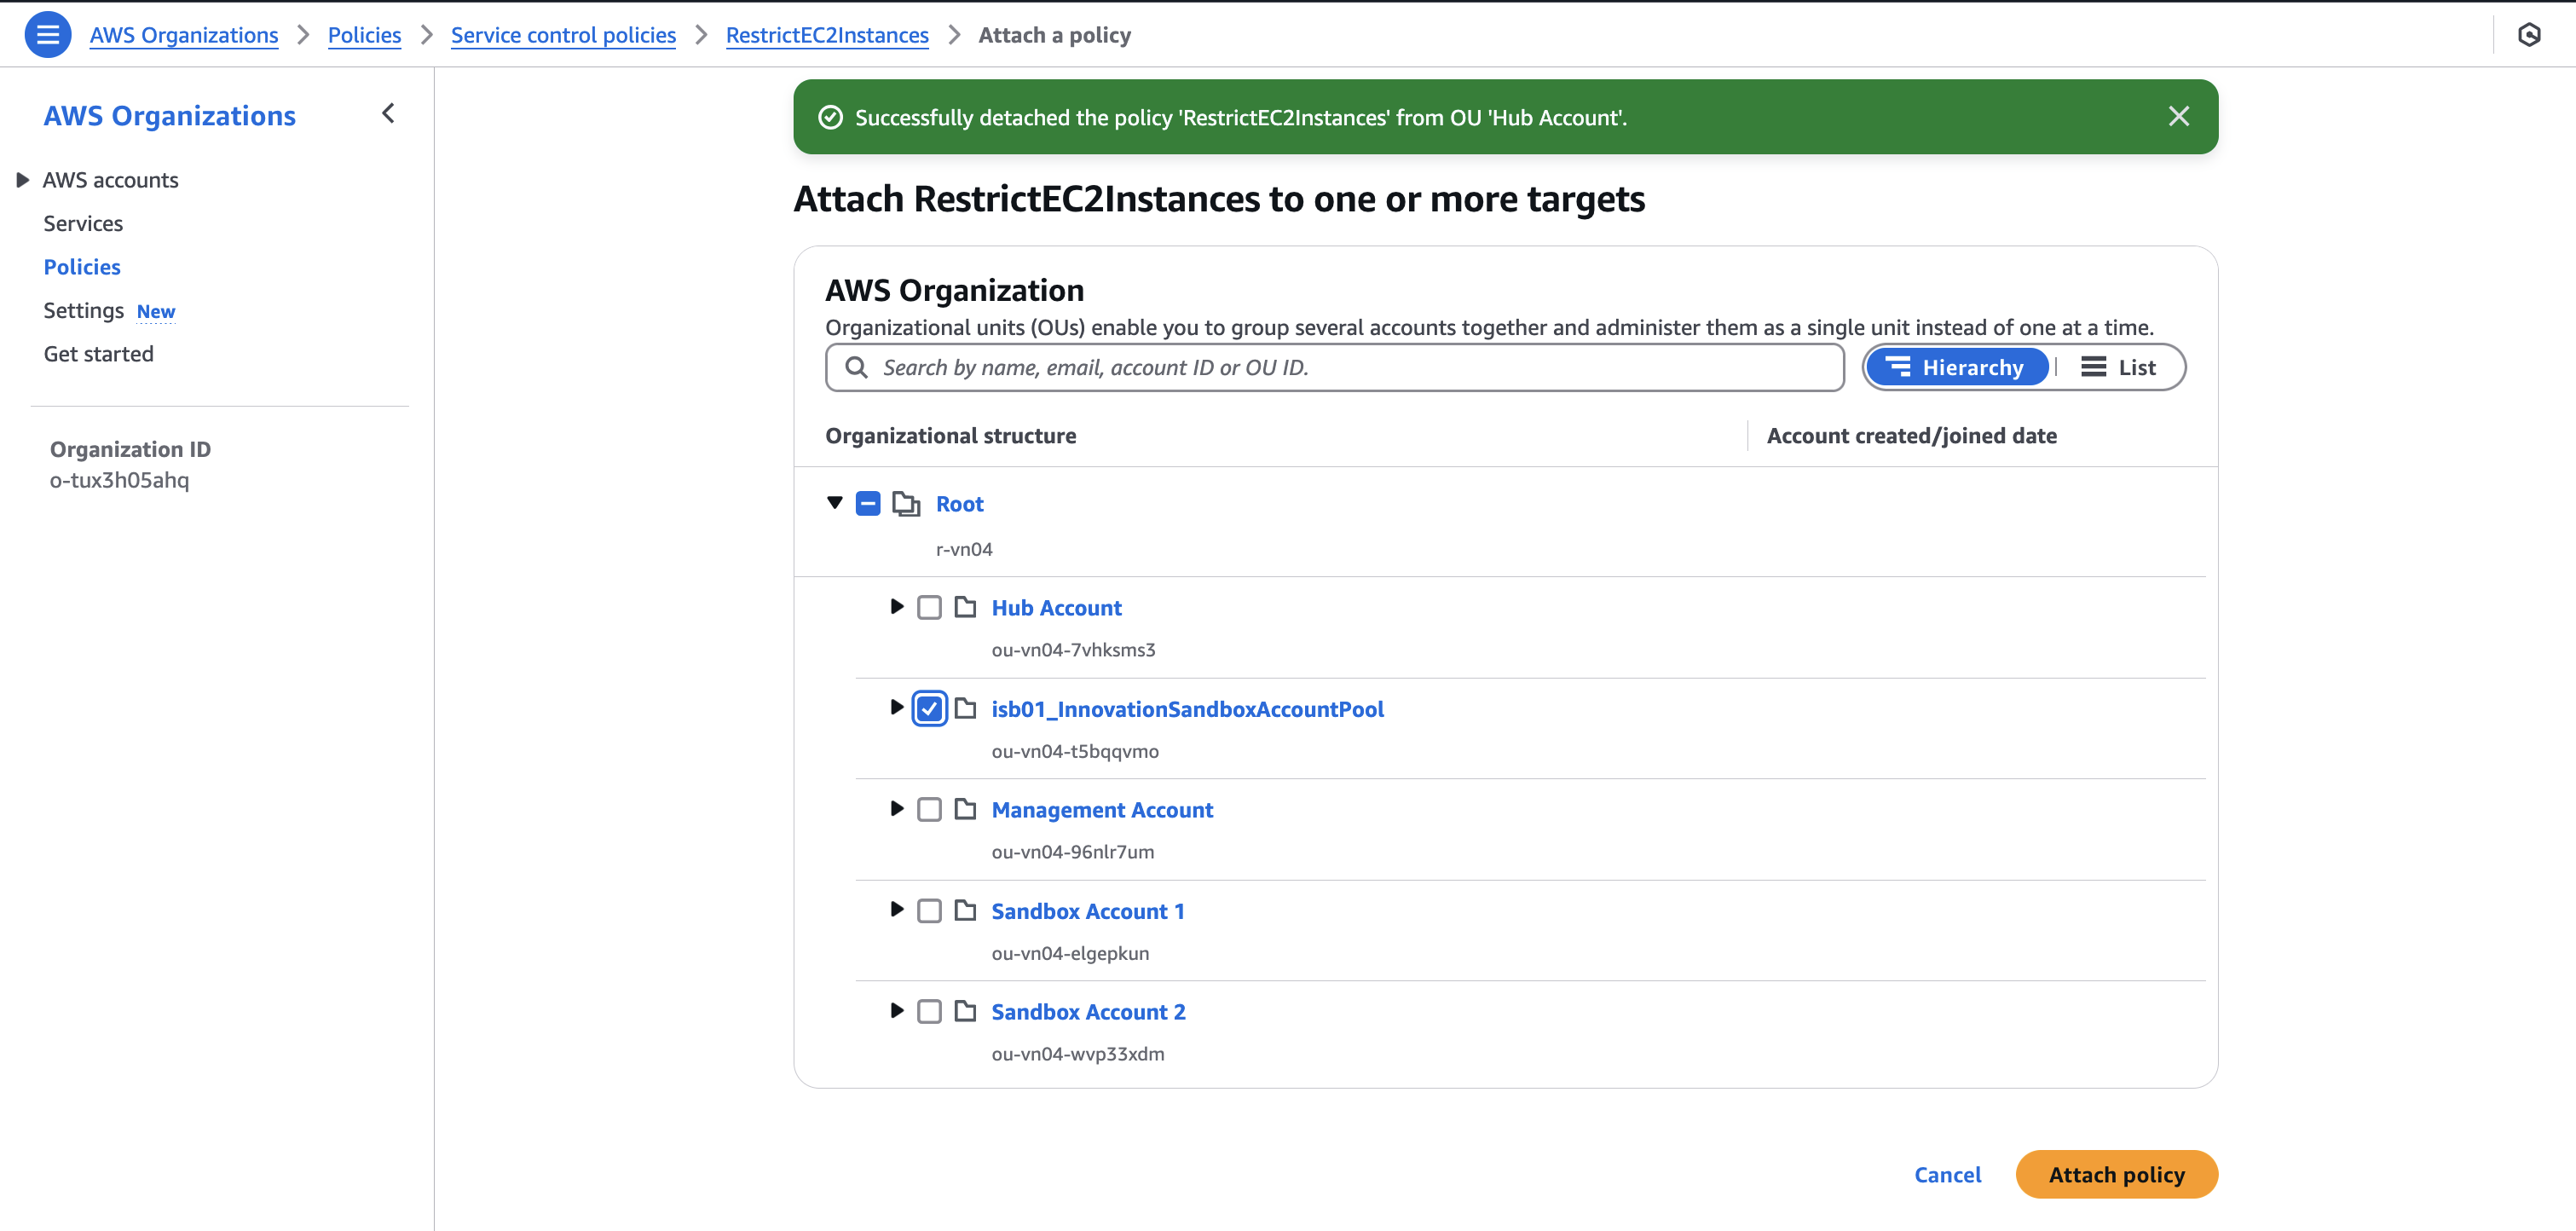 AWS Organizations > Policies > Service control policies > RestrictEC2Instances > Attach a policy
AWS Organizations
AWS accounts
Services
Policies
Settings New
Get started
Organization ID
o-tux3h05ahq
Successfully detached the policy 'RestrictEC2Instances' from OU 'Hub Account'.
Attach RestrictEC2Instances to one or more targets
AWS Organization
Organizational units (OUs) enable you to group several accounts together and administer them as a single unit instead of one at a time.
Search by name, email, account ID or OU ID.
Hierarchy | List
Organizational structure
Account created/joined date
Root
r-vn04
Hub Account
ou-vn04-7vhksms3
isb01_InnovationSandboxAccountPool
ou-vn04-t5bqqvmo
Management Account
ou-vn04-96nlr7um
Sandbox Account 1
ou-vn04-elgepkun
Sandbox Account 2
ou-vn04-wvp33xdm
Cancel
Attach policy